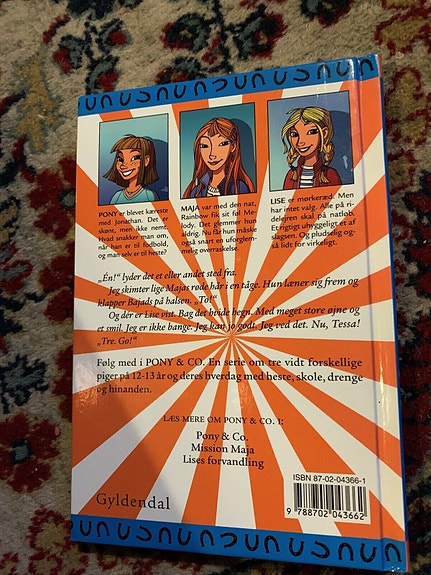 PONY er blevet kæreste
med Jonathan. Det er
skønt, men ikke nemt.
Hvad snakker man om,
når han er til fodbold,
og man selv er til heste?
MAJA var med den nat,
Rainbow fik sit føl Me-
lody. Det glemmer hun
aldrig. Nu får hun måske
også snart en uforglem-
melig overraskelse.
LISE er mørkeræd. Men
har intet valg. Alle på ri-
delejren skal på natløb.
Et rigtigt uhyggeligt et af
slagsen. Og pludselig og-
så lidt for virkeligt.
„Én!“ lyder det et eller andet sted fra.
Jeg skimter lige Majas røde hår i en tåge. Hun læner sig frem og
klapper Bajads på halsen. „To!“
Og dér er Lise vist. Bag det hvide hegn. Med meget store øjne og
et smil. Jeg er ikke bange. Jeg kan jo godt. Jeg ved det. Nu, Tessa!
„Tre. Go!“
Følg med i PONY & CO. En serie om tre vidt forskellige
piger på 12-13 år og deres hverdag med heste, skole, drenge
og hinanden.
LÆS MERE OM PONY & CO. I:
Pony & Co.
Mission Maja
Lises forvandling
ISBN 87-02-04366-1
9 788702 043662
Gyldendal